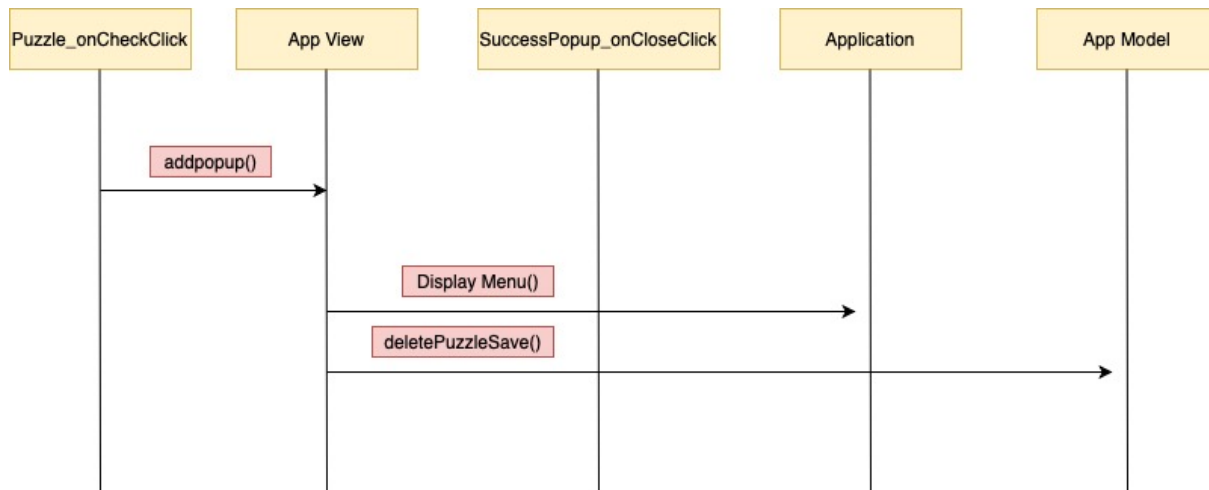 Puzzle_onCheckClick
App View
SuccessPopup_onCloseClick
Application
App Model
addpopup()
Display Menu()
deletePuzzleSave()